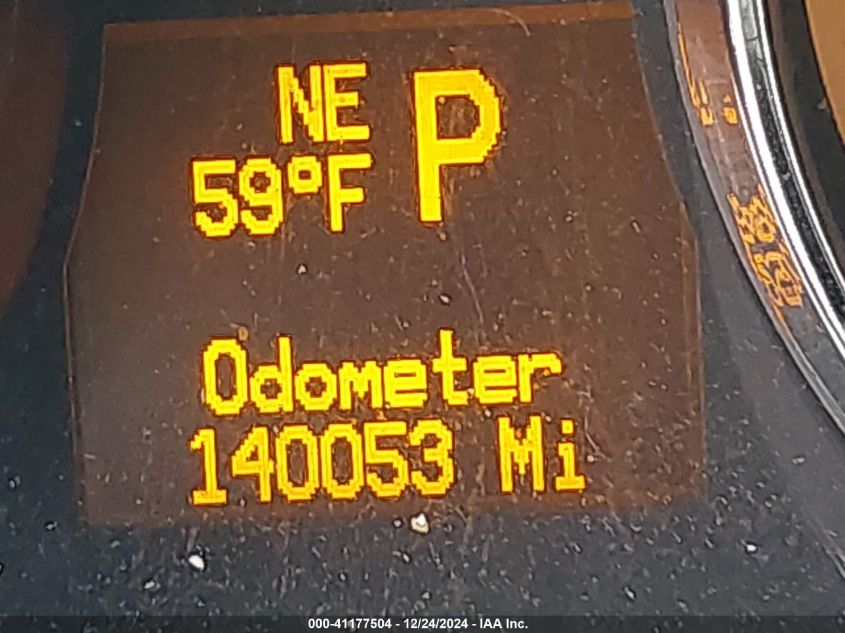 NE P
59°F
Odometer
140053 Mi
000-41177504 - 12/24/2024 - IAA Inc.